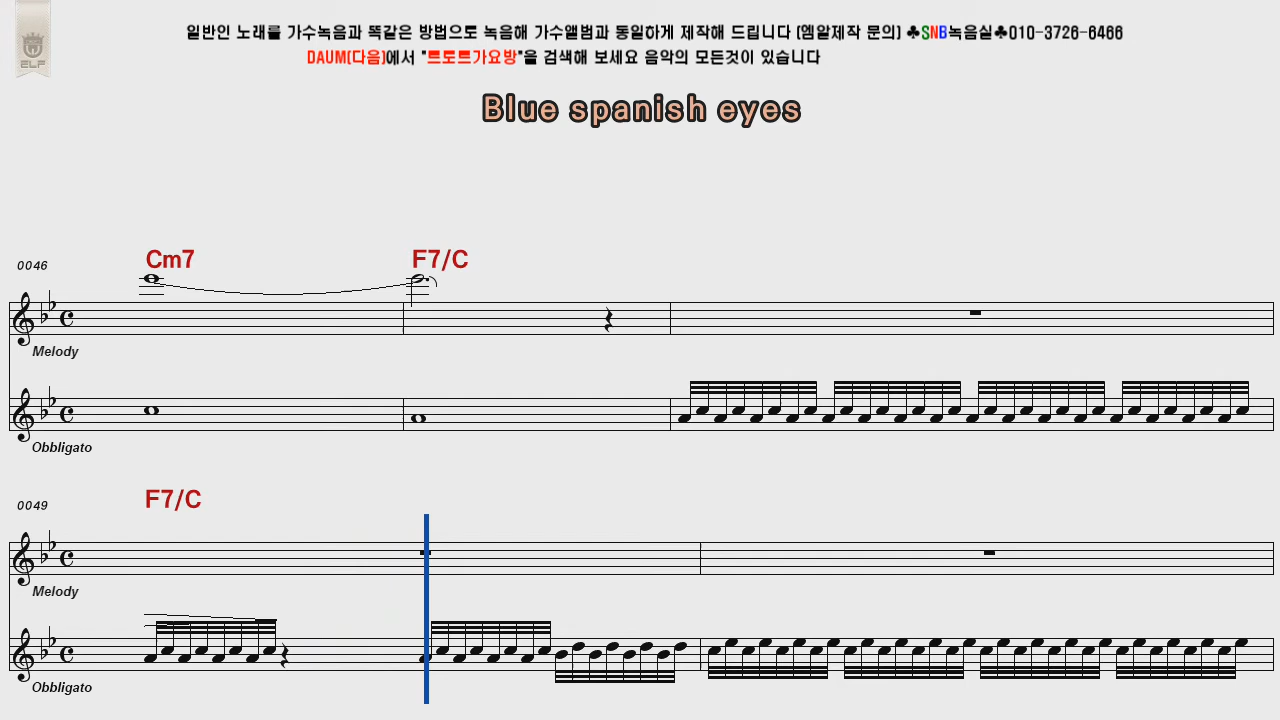 일반인 노래를 가수녹음과 똑같은 방법으로 녹음해 가수앨범과 동일하게 제작해 드립니다 (엠알제작 문의) ♣SNB녹음실♣010-3726-6466
DAUM(다음)에서 "트토트가요방"을 검색해 보세요 음악의 모든것이 있습니다
ELF
Blue spanish eyes
0046
Cm7 F7/C
Melody
Obbligato
0049
F7/C
Melody
Obbligato